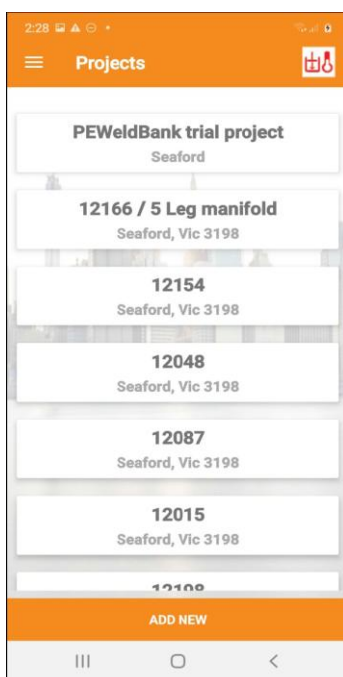 2:28
Projects
PEWeldBank trial project
Seaford
12166 / 5 Leg manifold
Seaford, Vic 3198
12154
Seaford, Vic 3198
12048
Seaford, Vic 3198
12087
Seaford, Vic 3198
12015
Seaford, Vic 3198
12198
ADD NEW